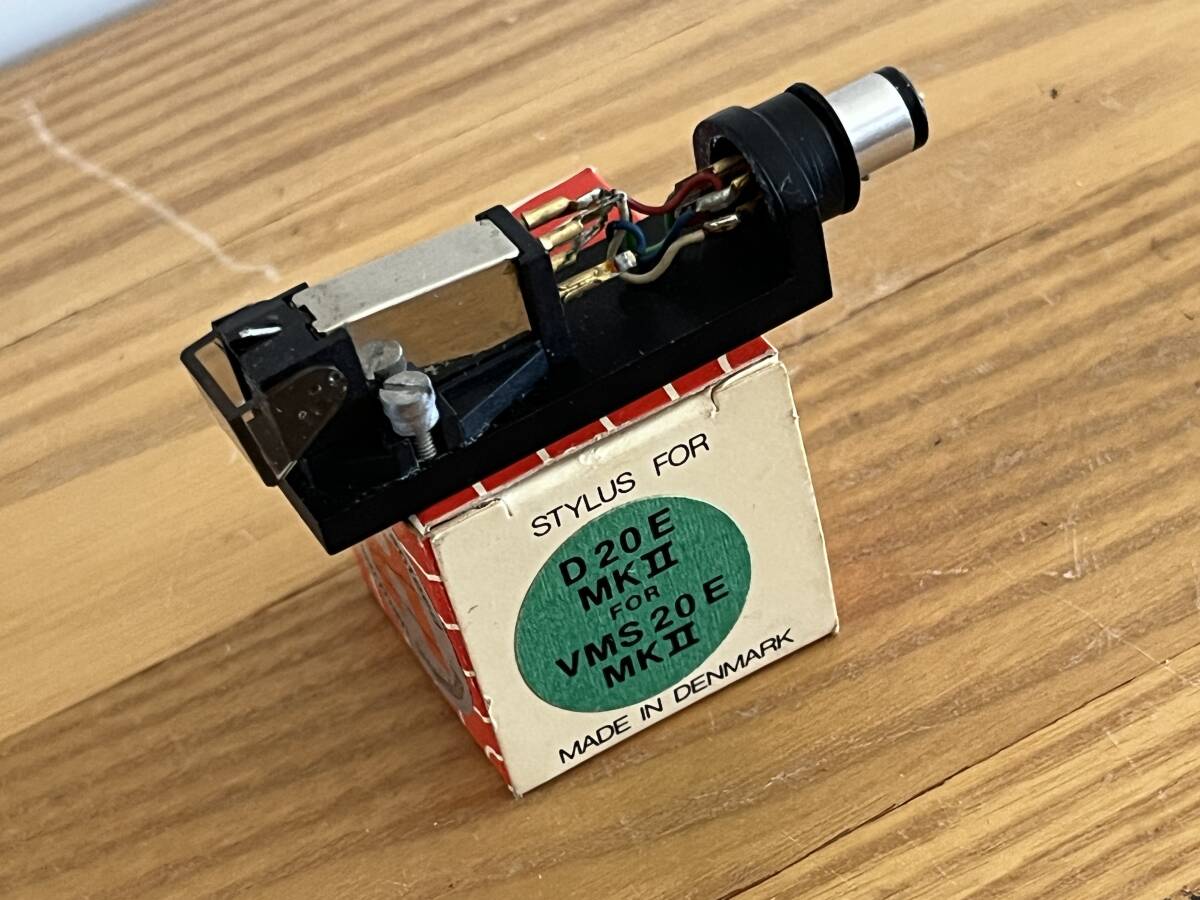 STYLUS FOR
D 20 E
MK II
FOR
VMS 20 E
MK II
MADE IN DENMARK